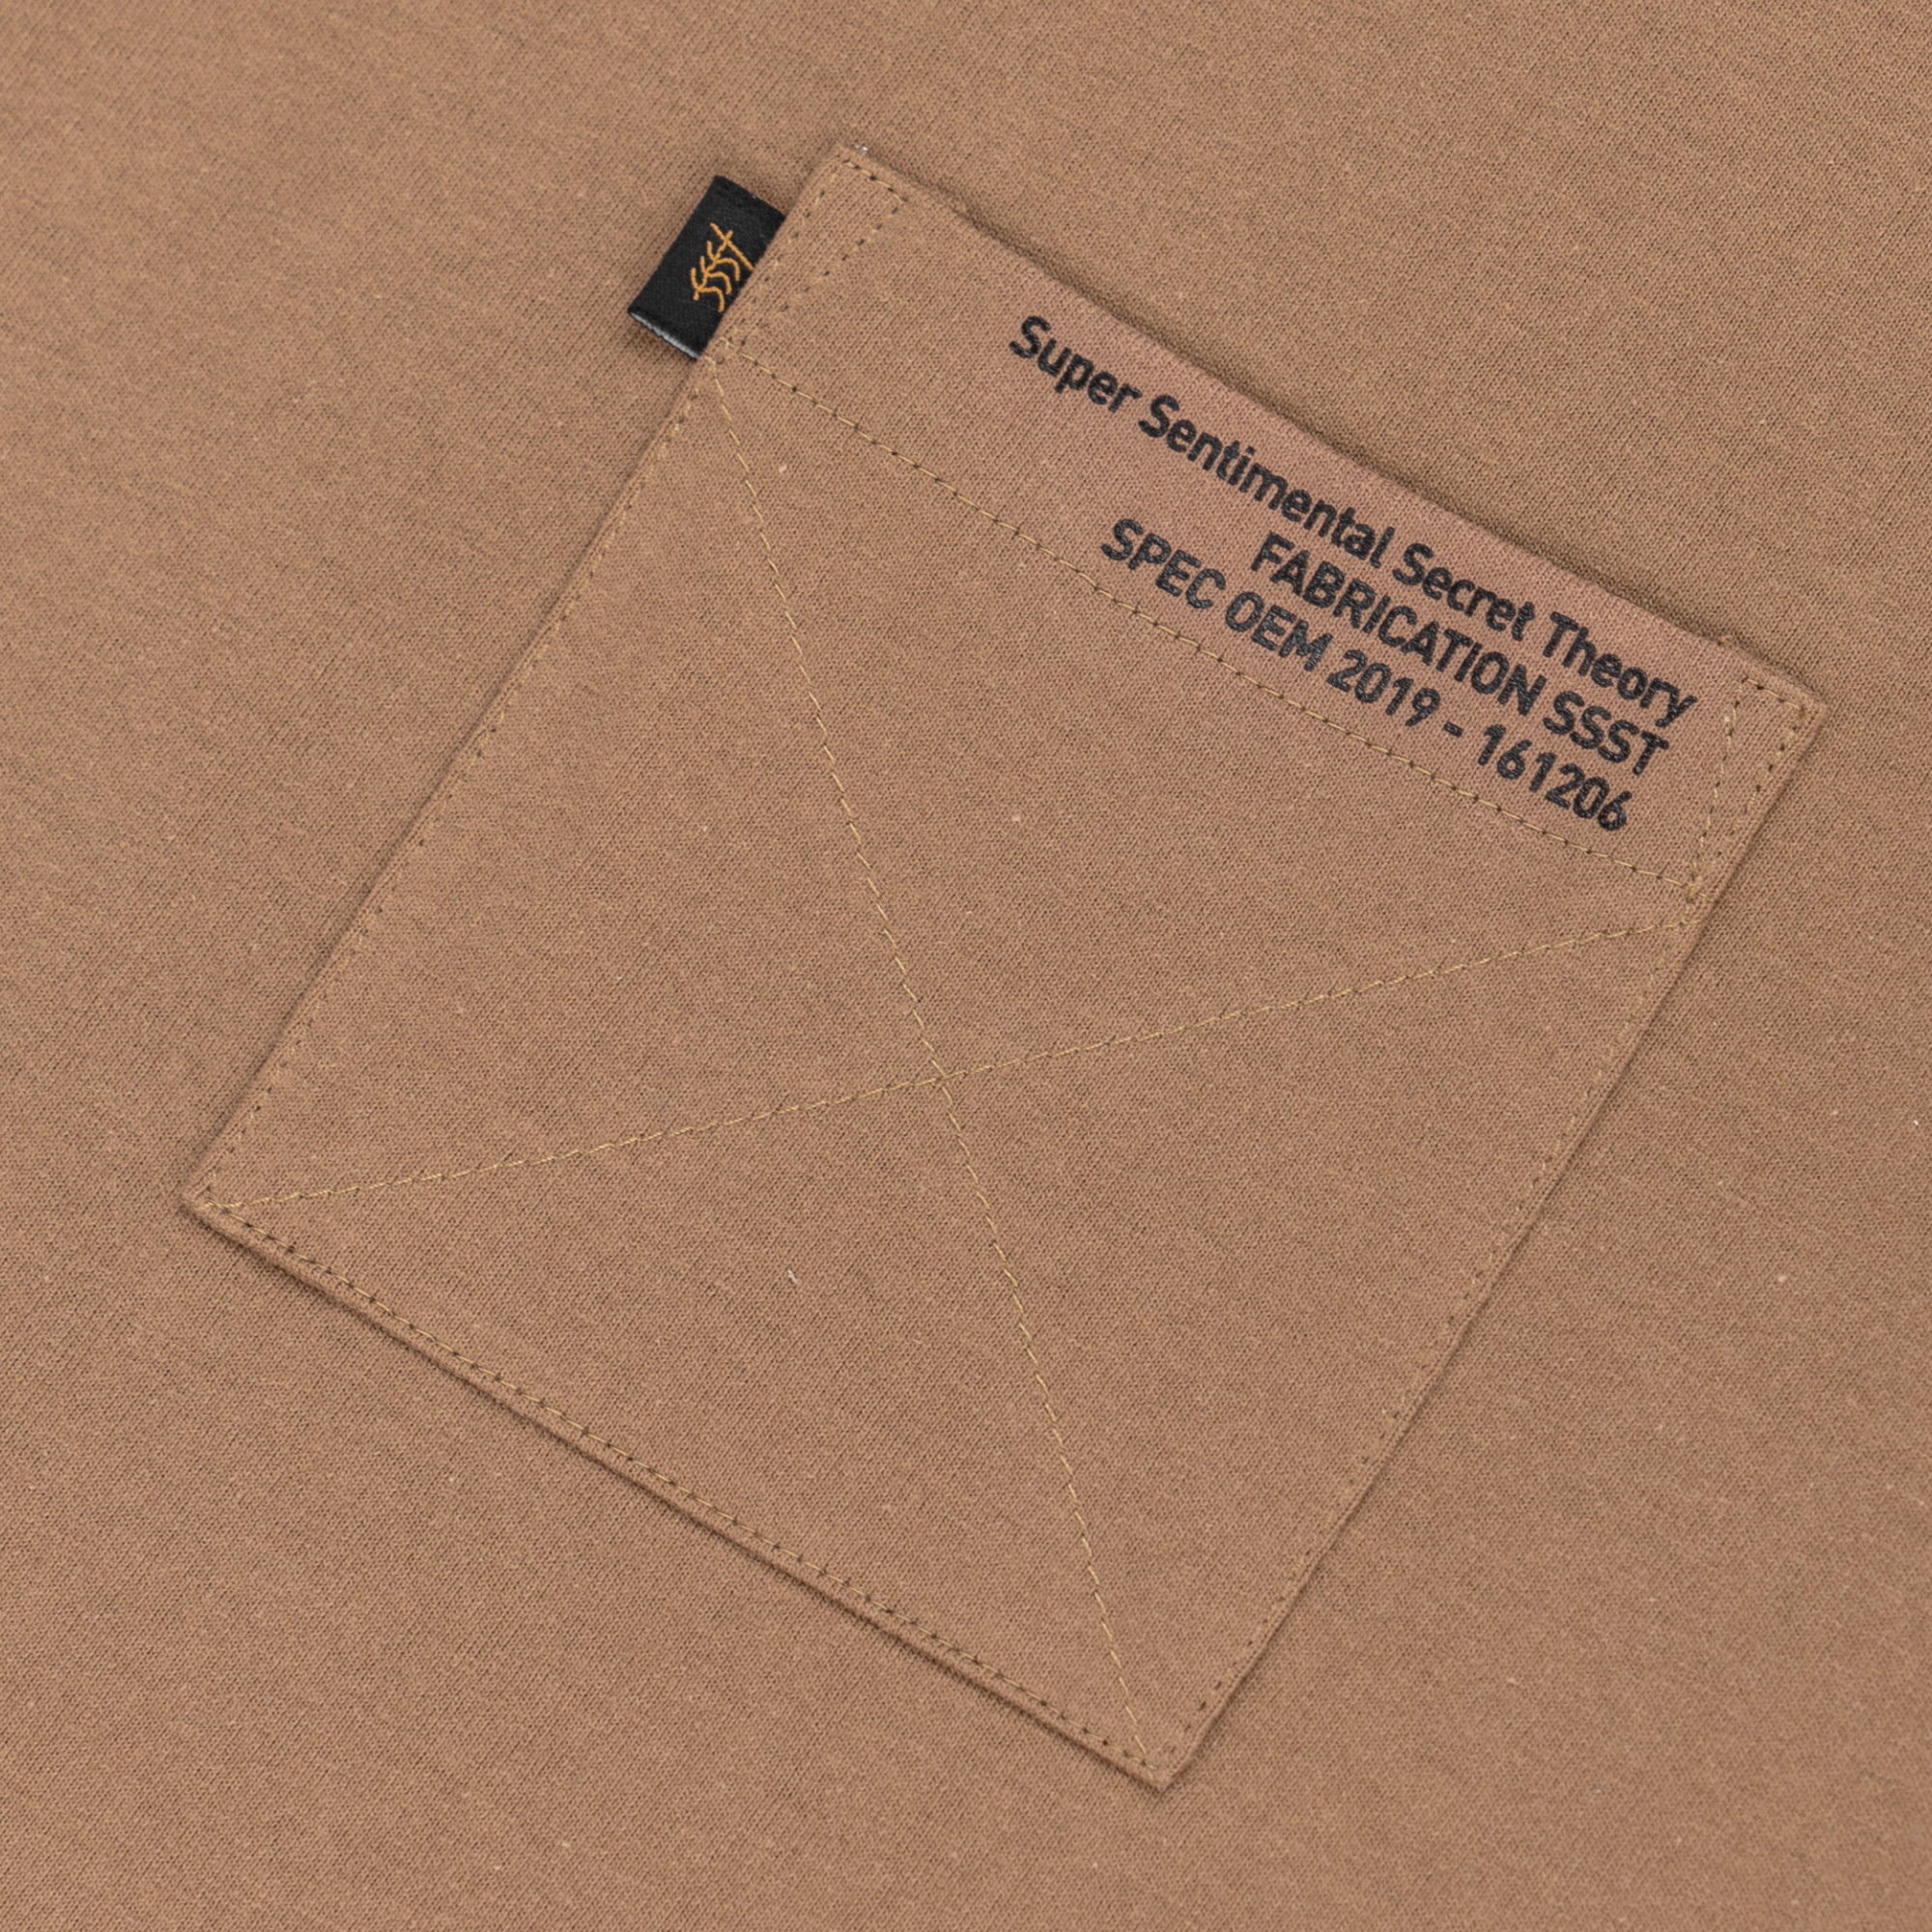 SSST
Super Sentimental Secret Theory
FABRICATION SSST
SPEC OEM 2019 - 161206